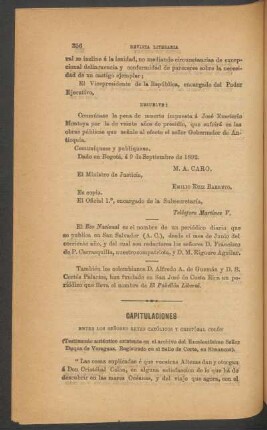 356 REVISTA LITERARIA
cual se inclina á la lenidad, no mediando circunstancias de excep-
cional delincuencia y conformidad de pareceres sobre la necesi-
dad de un castigo ejemplar;
El Vicepresidente de la República, encargado del Poder
Ejecutivo,
RESUELVE:
Conmútase la pena de muerte impuesta á José
Montoya por la de veinte años de presidio, que sufrirá en las
obras públicas que señale al efecto el señor Gobernador de An-
tioquia.
Comuníquese y publíquese.
Dado en Bogotá, á 9 de Septiembre de 1892.
M. A. CARO.
El Ministro de Justicia,
EMILIO RUIZ BARRETO.
Es copia.
El Oficial 1.°, encargado de la Subsecretaría,
Telésforo Martínez V.
El Eco Nacional es el nombre de un periódico diario que
se publica en San Salvador (A. C.), desde el mes de Junio del
corriente año, y del cual son redactores los señores D. Francisco
de P. Carrasquilla, nuestro compatriota, y D. M. Niguero Aguilar.
También los colombianos D. Alfredo A. de Guzmán y D. H.
Cortés Palacios, han fundado en San José de Costa Rica un pe-
riódico que lleva el nombre de El Pabellón Liberal.
CAPITULACIONES
ENTRE LOS SEÑORES REYES CATÓLICOS Y CRISTÓBAL COLÓN
(Testimonio auténtico existente en el archivo del Excelentísimo Señor
Duque de Veraguas. Registrado en el Sello de Corte, en Simancas).
"Las cosas suplicadas é que vuestras Altezas dan y otorgan
á Don Cristóbal Colón, en alguna satisfacción de lo que há de
descubrir en las mares Océanas, y del viaje que agora, con el